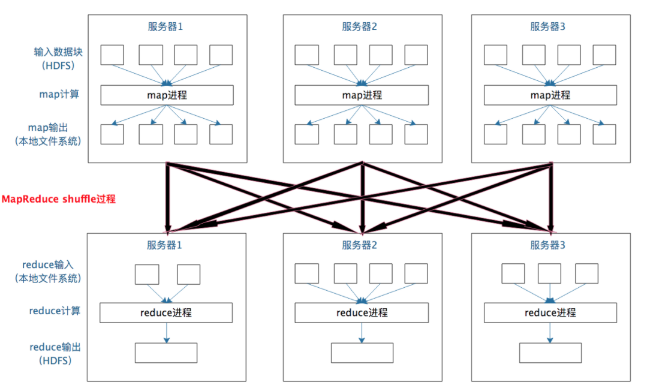 服务器1
服务器2
服务器3
输入数据块
(HDFS)
map计算
map进程
map进程
map进程
map输出
(本地文件系统)
MapReduce shuffle过程
服务器1
服务器2
服务器3
reduce输入
(本地文件系统)
reduce计算
reduce进程
reduce进程
reduce进程
reduce输出
(HDFS)